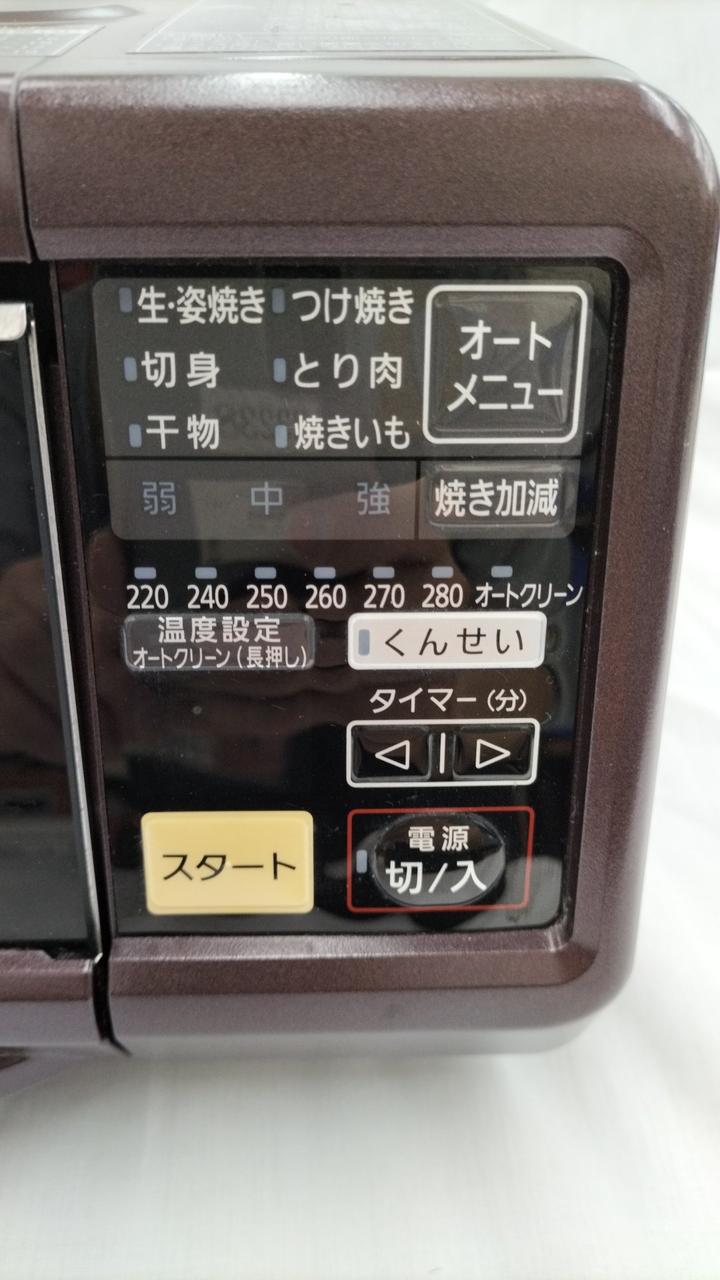 生・姿焼き つけ焼き
切身 とり肉
干物 焼きいも
オート
メニュー
弱 中 強
焼き加減
220 240 250 260 270 280 オートクリーン
温度設定
オートクリーン（長押し）
くんせい
タイマー（分）
スタート
電源
切/入